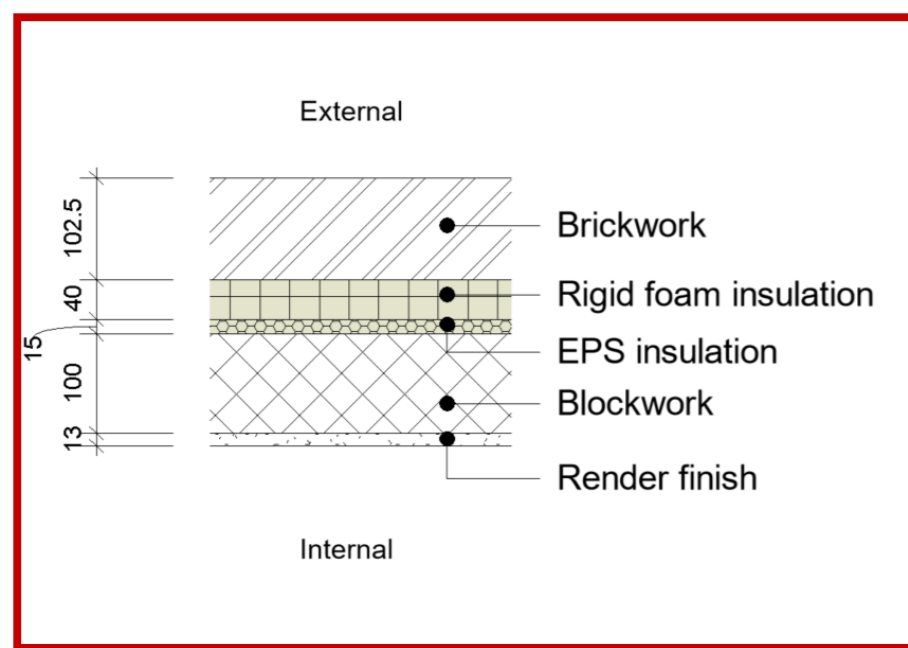 External
102.5
Brickwork
40
Rigid foam insulation
15
EPS insulation
100
Blockwork
13
Render finish
Internal